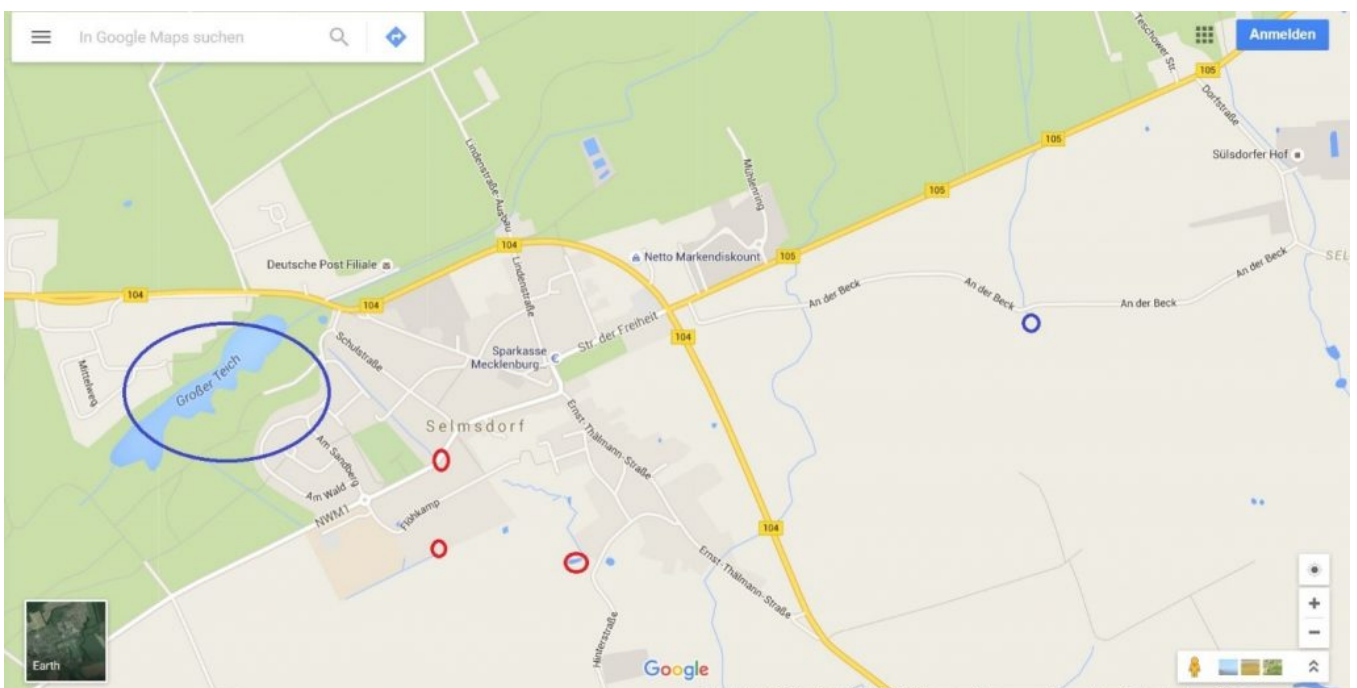 In Google Maps suchen
Anmelden
Teschower Str.
105
Dorfstraße
105
Sülsdorfer Hof
Lindenstraße-Ausbau
Mühlenring
105
104
Deutsche Post Filiale
Netto Markendiskount
105
SEL
An der Beck
104
104
Lindenstraße
An der Beck
An der Beck
An der Beck
Str. der Freiheit
104
Schulstraße
Sparkasse
Mecklenburg...
Großer Teich
Mittelweg
Selmsdorf
Ernst-Thälmann-Straße
Am Sandberg
Am Wald
NWM1
Flöhkamp
104
Ernst-Thälmann-Straße
Hinterstraße
Earth
Google